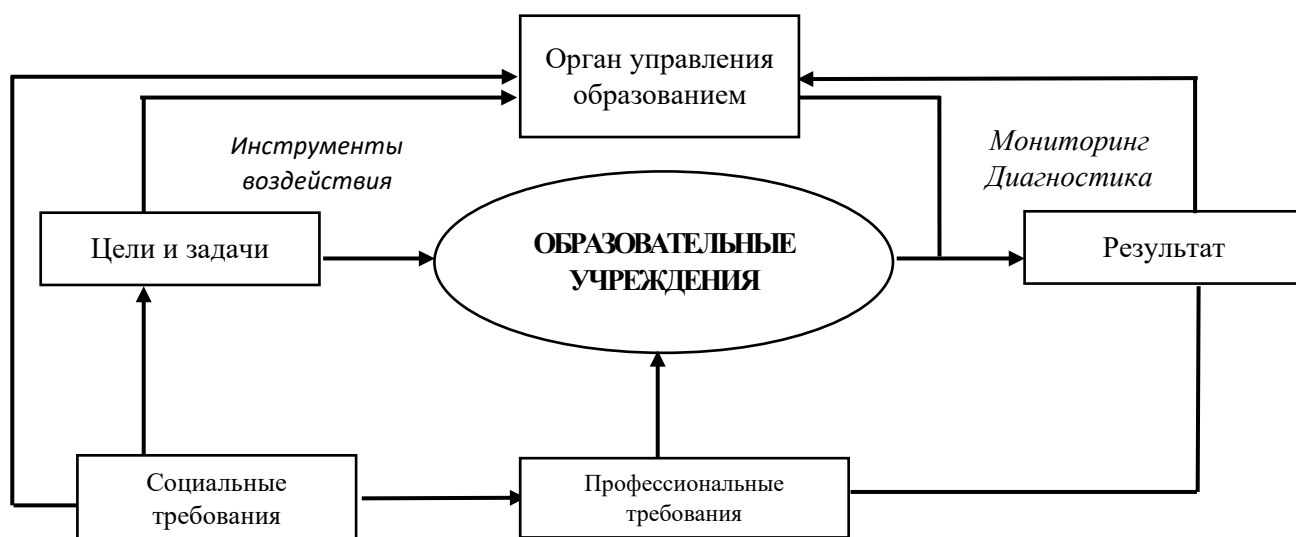 Орган управления
образованием
Инструменты
воздействия
Мониторинг
Диагностика
Цели и задачи
ОБРАЗОВАТЕЛЬНЫЕ
УЧРЕЖДЕНИЯ
Результат
Социальные
требования
Профессиональные
требования